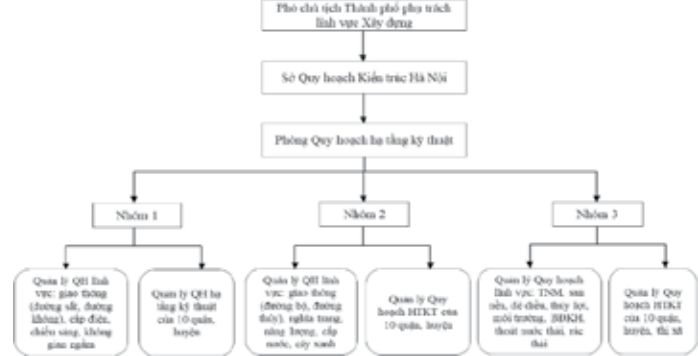 Phó chủ tịch Thành phố phụ trách
lĩnh vực Xây dựng
Sở Quy hoạch Kiến trúc Hà Nội
Phòng Quy hoạch hạ tầng kỹ thuật
Nhóm 1
Nhóm 2
Nhóm 3
Quản lý QH lĩnh
vực: giao thông
(đường sắt, đường
không), cấp điện,
chiếu sáng, không
gian ngầm
Quản lý QH hạ
tầng kỹ thuật
của 10 quận,
huyện
Quản lý QH lĩnh
vực: giao thông
(đường bộ, đường
thủy), nghĩa trang,
năng lượng, cấp
nước, cây xanh
Quản lý Quy
hoạch HTKT của
10 quận, huyện
Quản lý Quy hoạch
lĩnh vực: TNM, san
nền, đê điều, thủy lợi,
môi trường, BĐKH,
thoát nước thải, rác
thải
Quản lý Quy
hoạch HTKT
của 10 quận,
huyện, thị xã